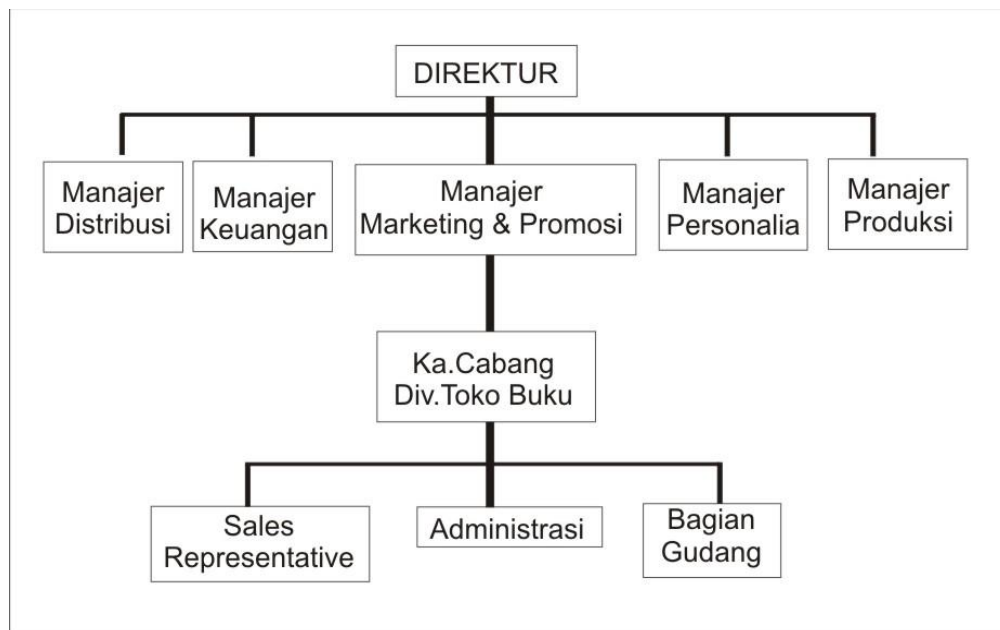 DIREKTUR
Manajer
Distribusi
Manajer
Keuangan
Manajer
Marketing & Promosi
Manajer
Personalia
Manajer
Produksi
Ka.Cabang
Div.Toko Buku
Sales
Representative
Administrasi
Bagian
Gudang